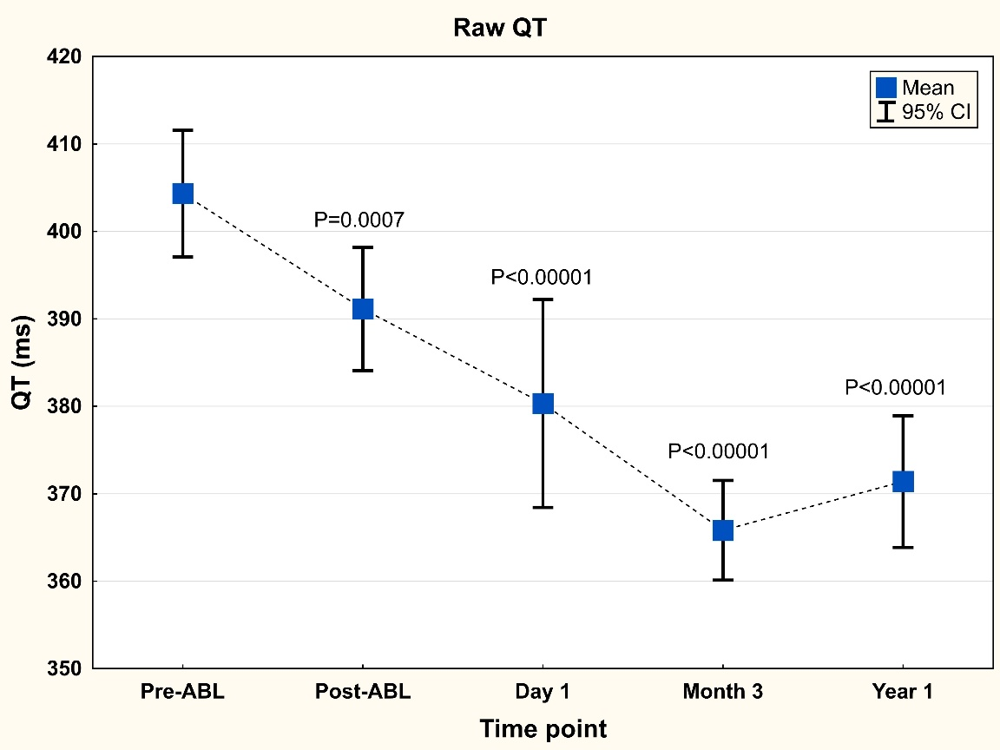 Raw QT
420
Mean
95% CI
410
400
390
380
370
360
350
QT (ms)
P=0.0007
P<0.00001
P<0.00001
P<0.00001
Pre-ABL
Post-ABL
Day 1
Month 3
Year 1
Time point